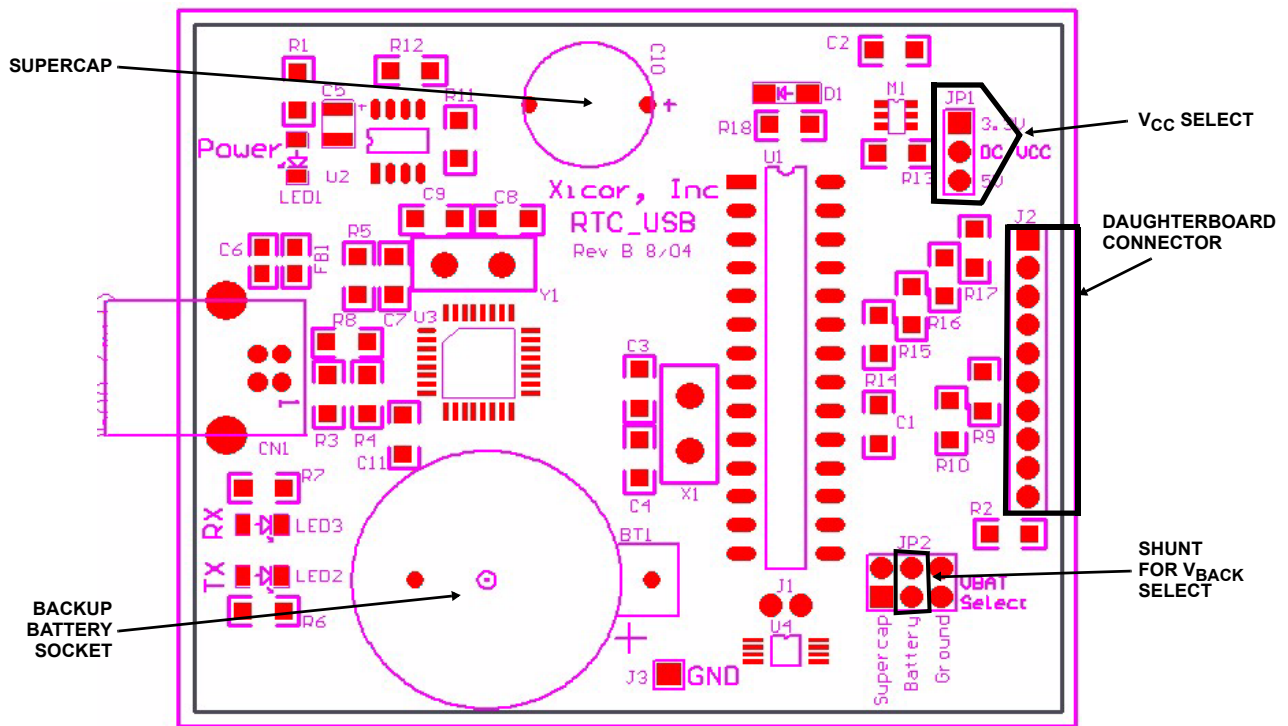 SUPERCAP
R1
R12
C10
+
C2
C5
+
R11
D1
M1
JP1
3.3V
DC VCC
5V
VCC SELECT
R18
R13
Power
U2
LED1
U1
Xicor, Inc
RTC_USB
Rev B 8/04
C9
C8
J2
DAUGHTERBOARD
CONNECTOR
C6
FB1
R5
C7
Y1
R17
R16
R15
R14
U3
R8
C3
1
CN1
R3
R4
C11
C4
X1
C1
R9
R10
R7
RX
LED3
TX
LED2
R6
BT1
+
R2
JP2
VBAT
Select
SHUNT
FOR VBACK
SELECT
J1
U4
J3
GND
Supercap
Battery
Ground
BACKUP
BATTERY
SOCKET